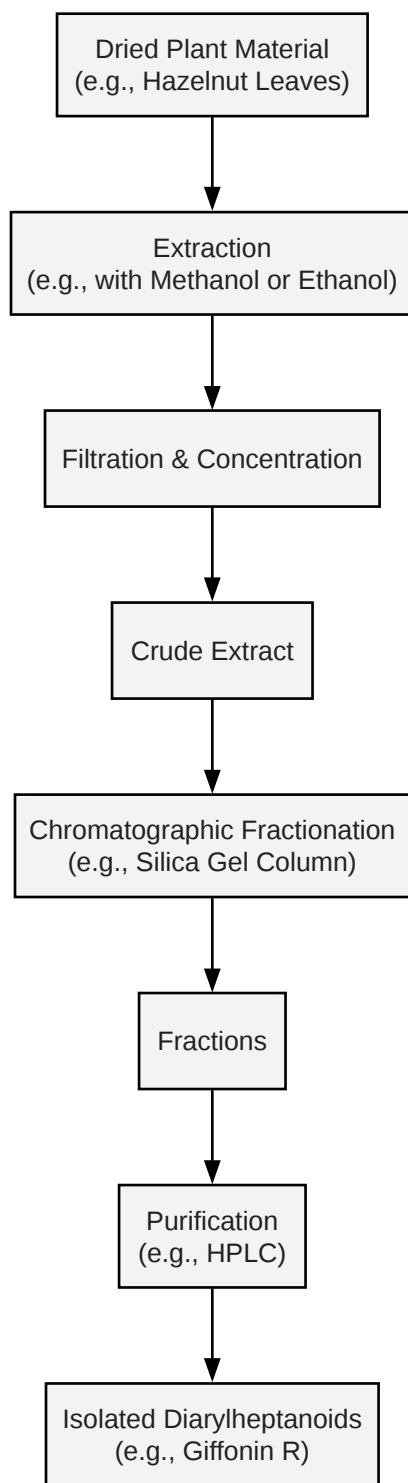 Dried Plant Material
(e.g., Hazelnut Leaves)
Extraction
(e.g., with Methanol or Ethanol)
Filtration & Concentration
Crude Extract
Chromatographic Fractionation
(e.g., Silica Gel Column)
Fractions
Purification
(e.g., HPLC)
Isolated Diarylheptanoids
(e.g., Giffonin R)